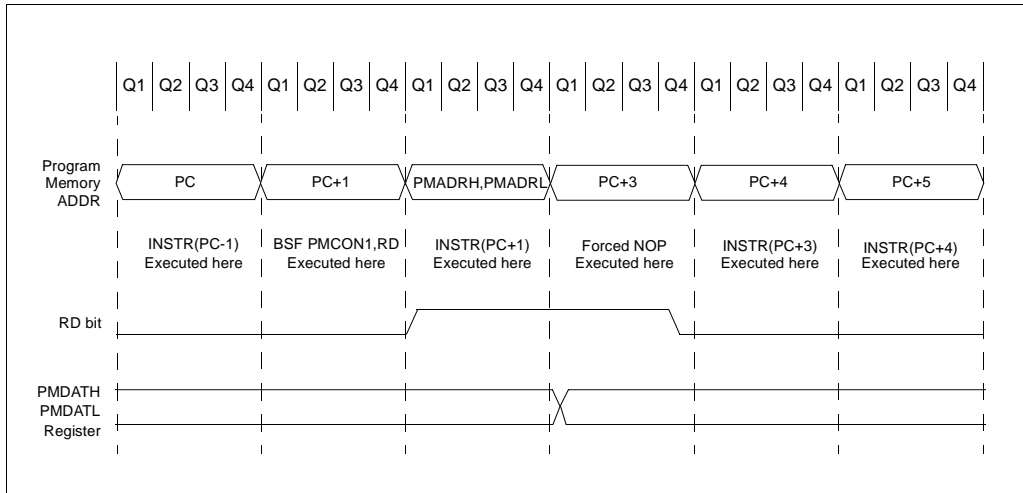 Q1 Q2 Q3 Q4 Q1 Q2 Q3 Q4 Q1 Q2 Q3 Q4 Q1 Q2 Q3 Q4 Q1 Q2 Q3 Q4 Q1 Q2 Q3 Q4
Program
Memory
ADDR
PC PC+1 PMADRH,PMADRL PC+3 PC+4 PC+5
INSTR(PC-1) BSF PMCON1,RD INSTR(PC+1) Forced NOP INSTR(PC+3) INSTR(PC+4)
Executed here Executed here Executed here Executed here Executed here Executed here
RD bit
PMDATH
PMDATL
Register